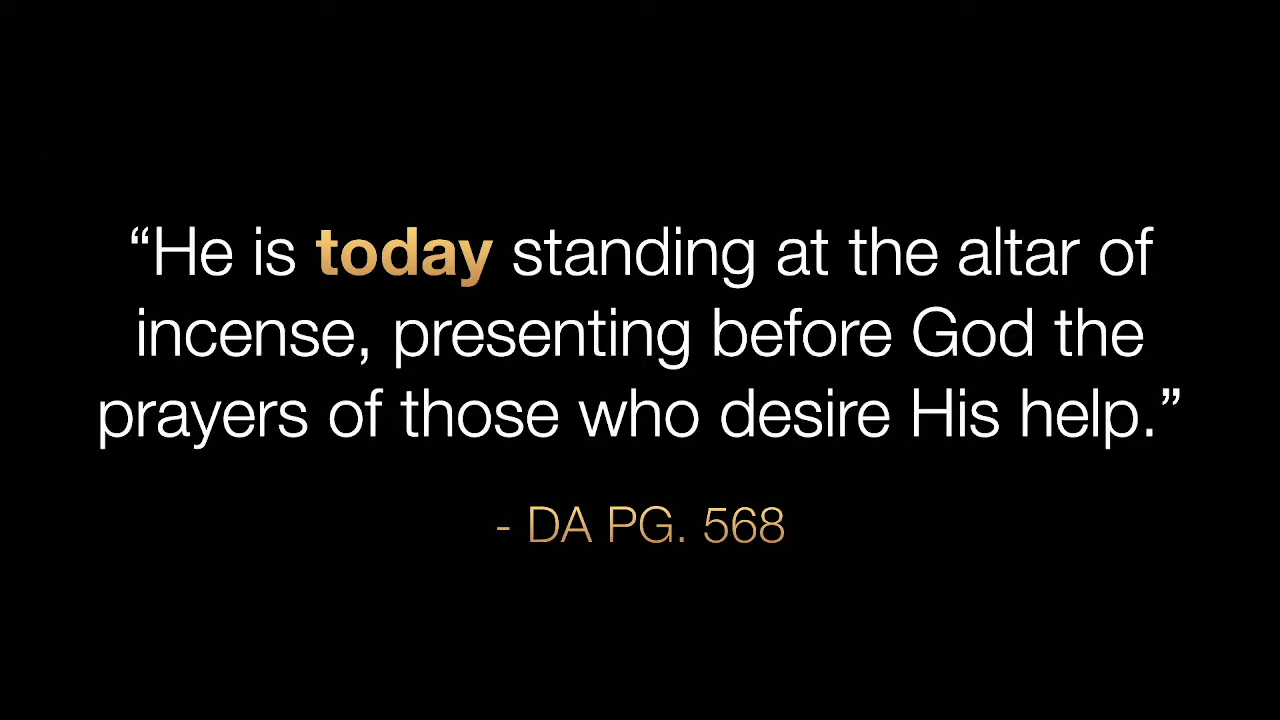 “He is today standing at the altar of
incense, presenting before God the
prayers of those who desire His help.”
- DA PG. 568